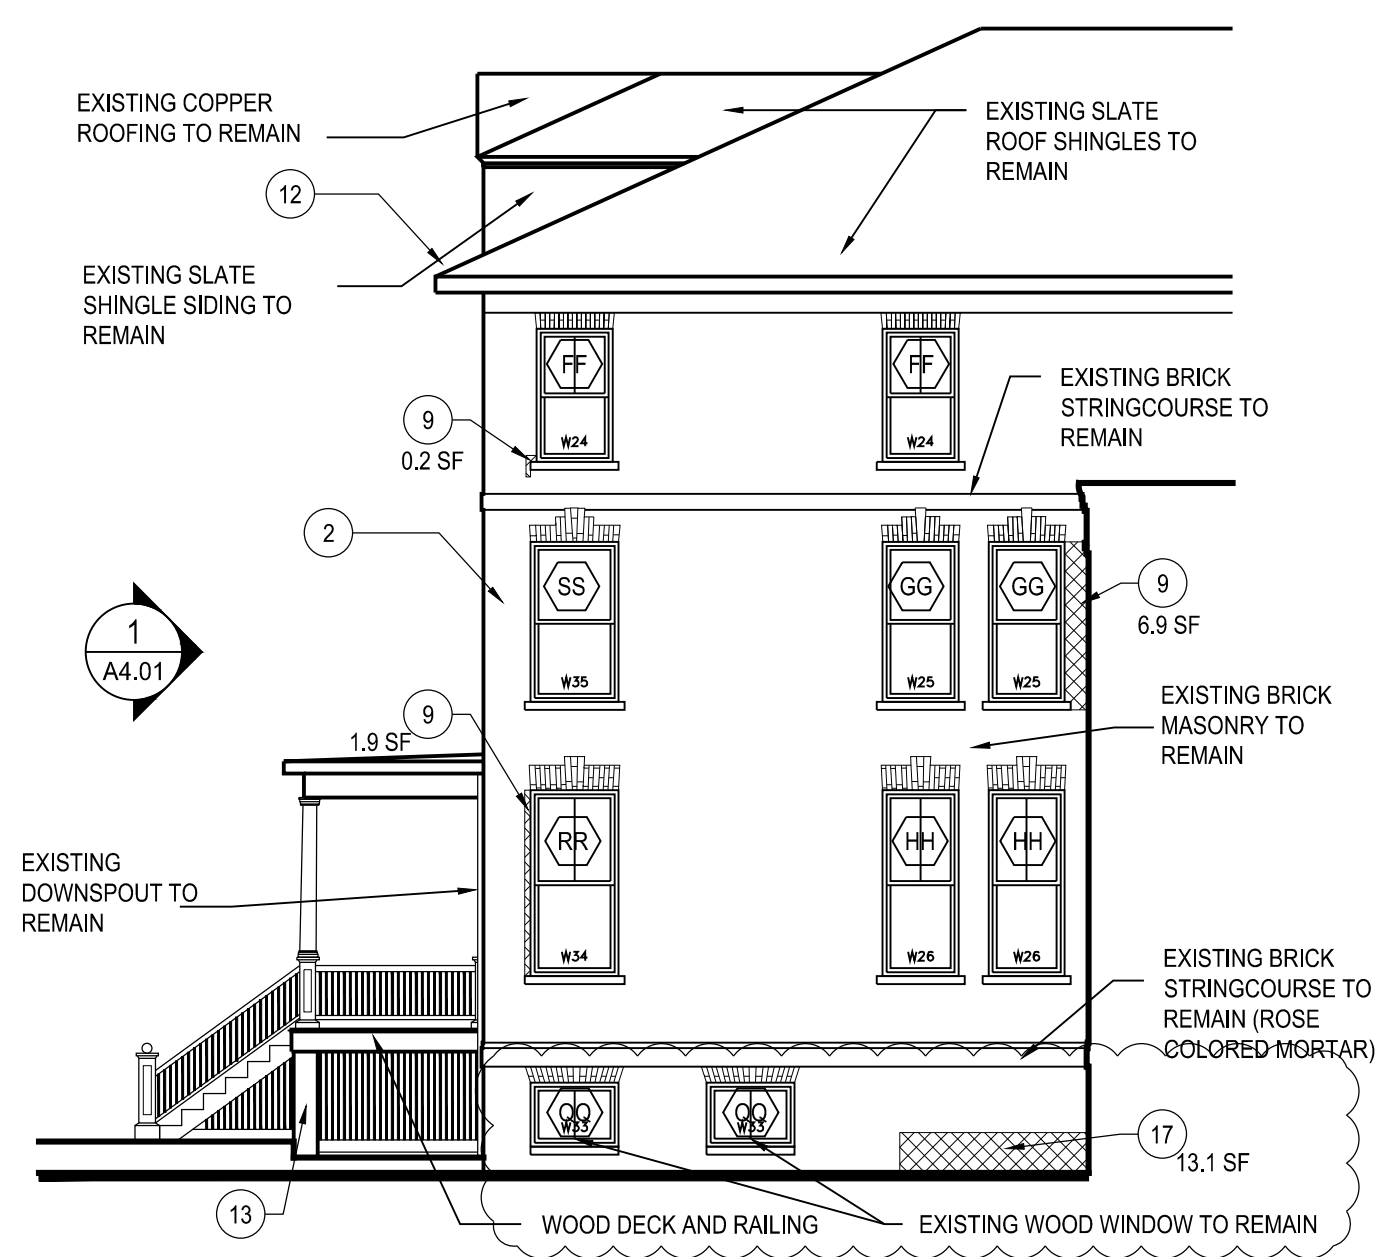 EXISTING COPPER
ROOFING TO REMAIN
EXISTING SLATE
ROOF SHINGLES TO
REMAIN
12
EXISTING SLATE
SHINGLE SIDING TO
REMAIN
FF
FF
W24
W24
EXISTING BRICK
STRINGCOURSE TO
REMAIN
9
0.2 SF
2
SS
GG
GG
W35
W25
W25
9
6.9 SF
1
A4.01
EXISTING BRICK
MASONRY TO
REMAIN
9
1.9 SF
RR
HH
HH
W34
W26
W26
EXISTING
DOWNSPOUT TO
REMAIN
EXISTING BRICK
STRINGCOURSE TO
REMAIN (ROSE
COLORED MORTAR)
QQ
W33
QQ
W33
17
13.1 SF
13
WOOD DECK AND RAILING
EXISTING WOOD WINDOW TO REMAIN